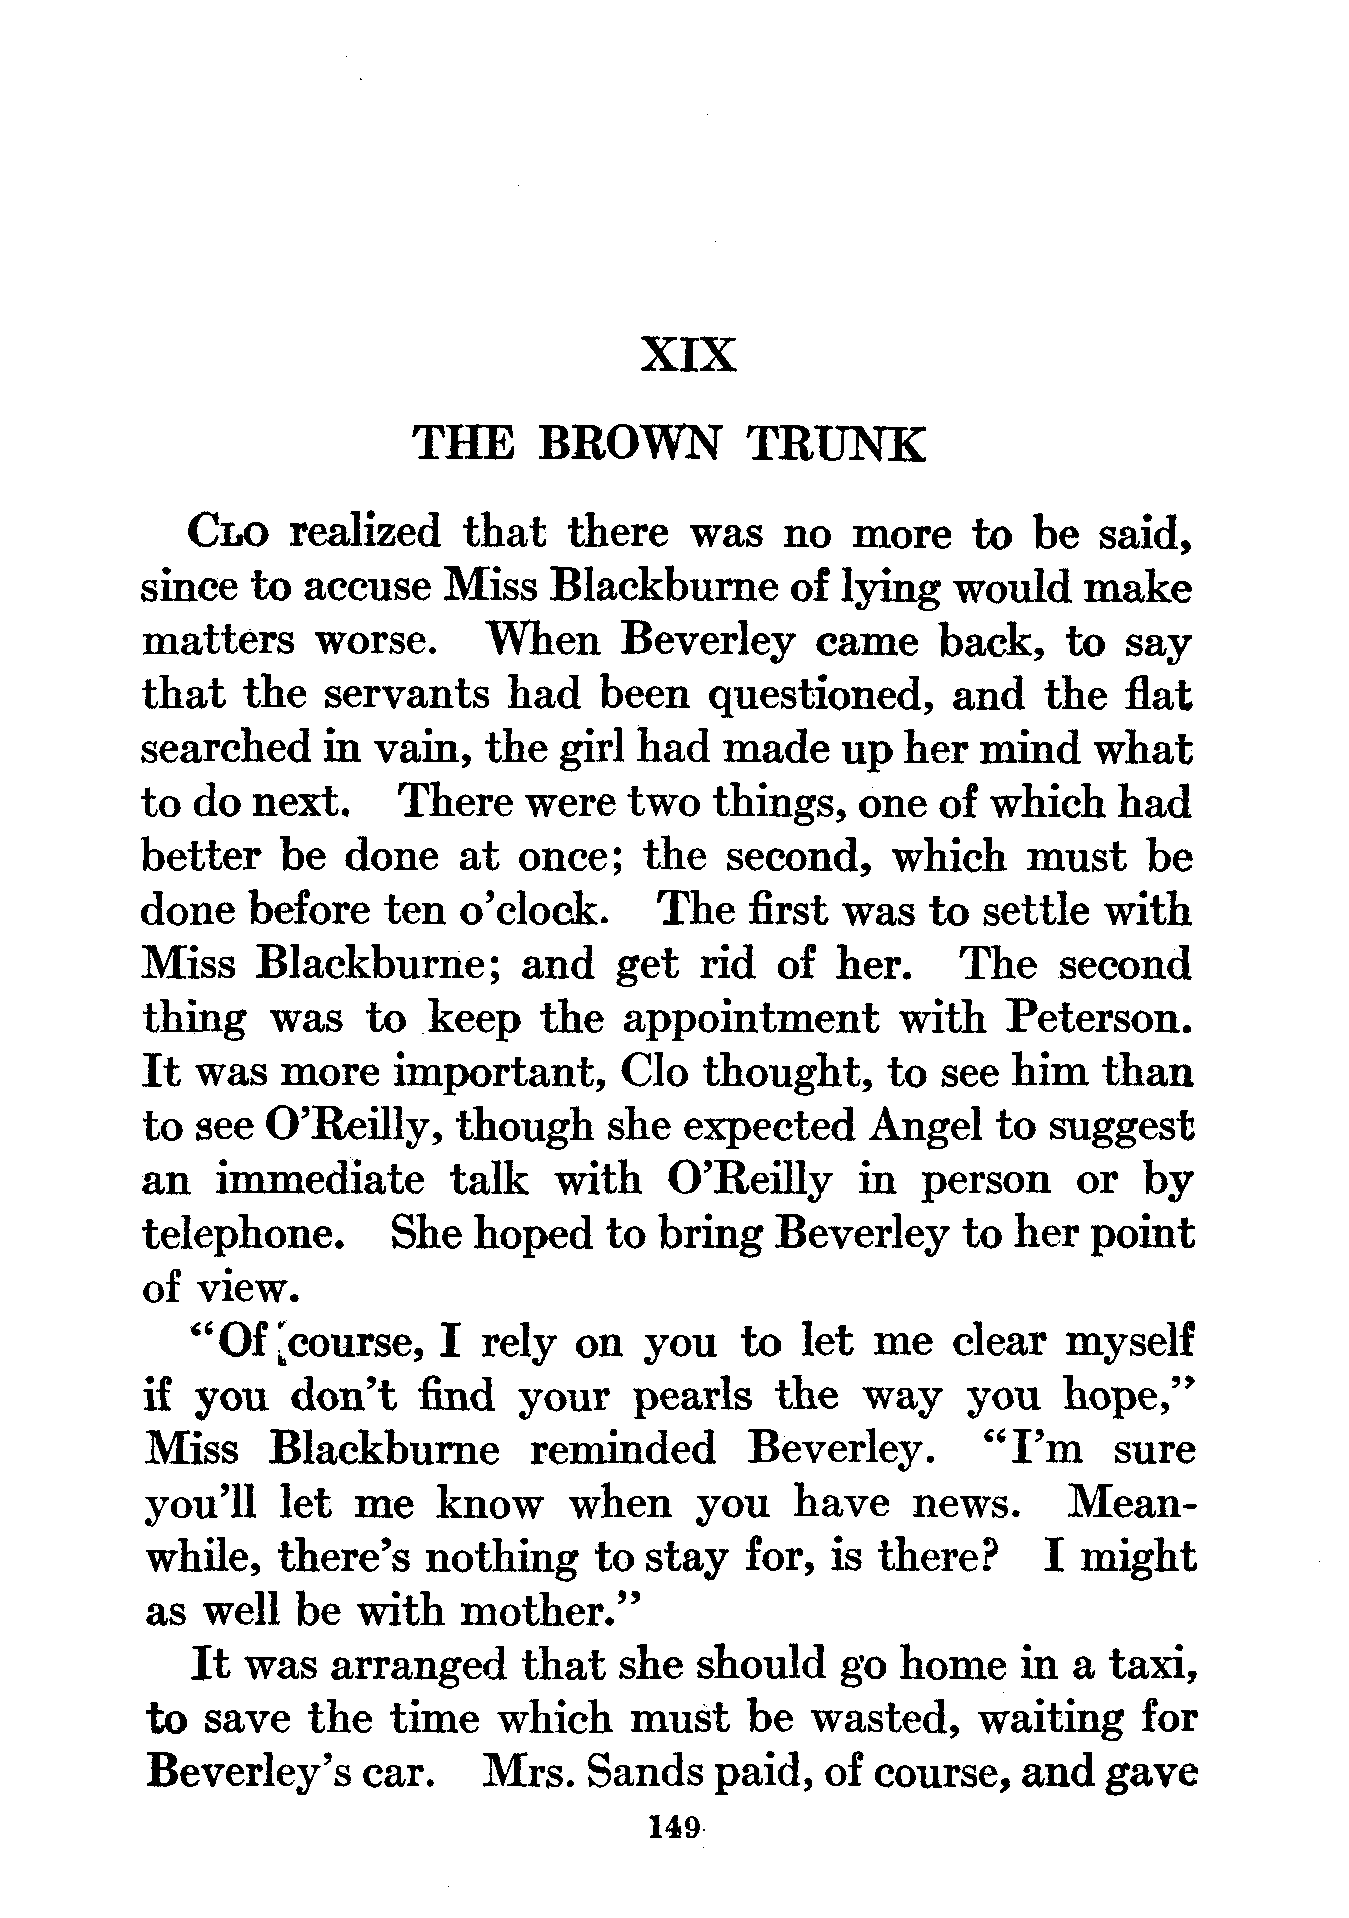 XIX
THE BROWN TRUNK
CLO realized that there was no more to be said,
since to accuse Miss Blackburne of lying would make
matters worse. When Beverley came back, to say
that the servants had been questioned, and the flat
searched in vain, the girl had made up her mind what
to do next. There were two things, one of which had
better be done at once; the second, which must be
done before ten o'clock. The first was to settle with
Miss Blackburne; and get rid of her. The second
thing was to keep the appointment with Peterson.
It was more important, Clo thought, to see him than
to see O'Reilly, though she expected Angel to suggest
an immediate talk with O'Reilly in person or by
telephone. She hoped to bring Beverley to her point
of view.
"Of course, I rely on you to let me clear myself
if you don't find your pearls the way you hope,"
Miss Blackburne reminded Beverley. "I'm sure
you'll let me know when you have news. Mean-
while, there's nothing to stay for, is there? I might
as well be with mother."
It was arranged that she should go home in a taxi,
to save the time which must be wasted, waiting for
Beverley's car. Mrs. Sands paid, of course, and gave
149